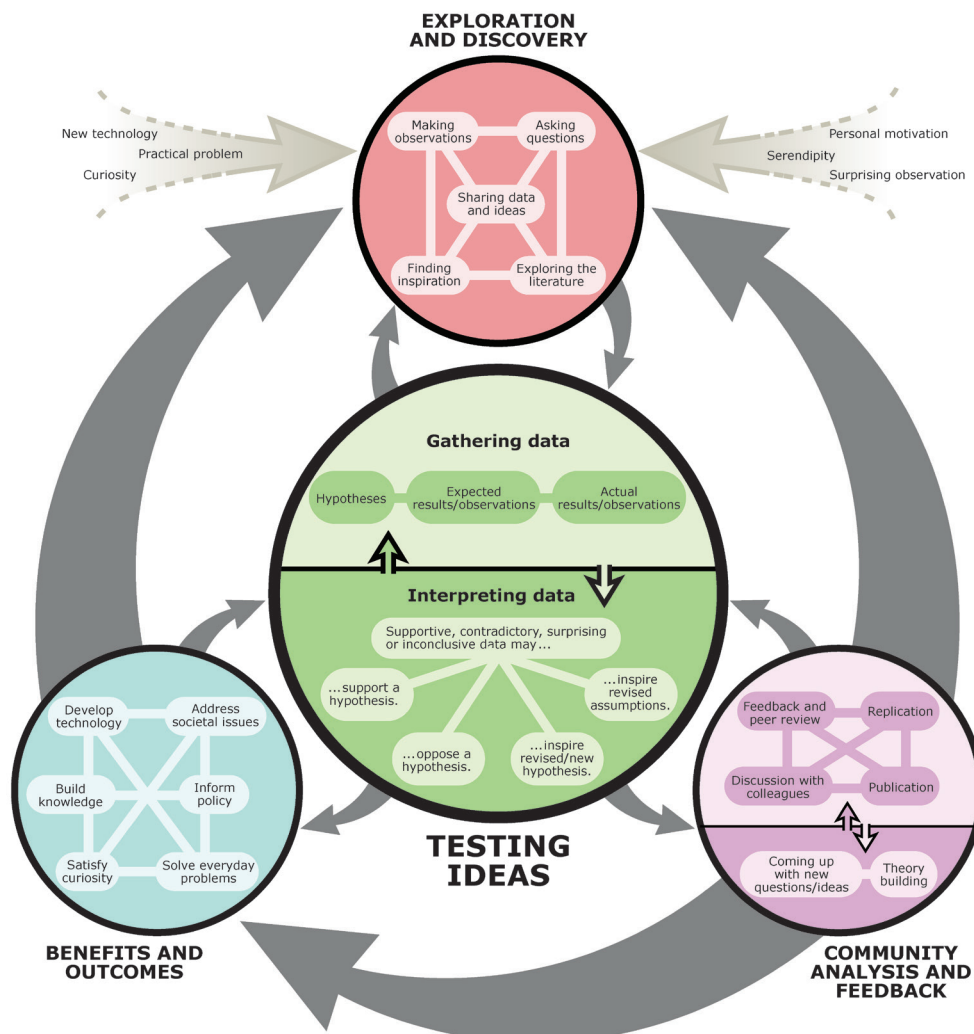 EXPLORATION
AND DISCOVERY
New technology
Practical problem
Curiosity
Personal motivation
Serendipity
Surprising observation
Making
observations
Asking
questions
Sharing data
and ideas
Finding
inspiration
Exploring the
literature
Gathering data
Hypotheses
Expected
results/observations
Actual
results/observations
Interpreting data
Supportive, contradictory, surprising
or inconclusive data may...
...support a
hypothesis.
...inspire
revised
assumptions.
...oppose a
hypothesis.
...inspire
revised/new
hypothesis.
TESTING
IDEAS
Develop
technology
Address
societal issues
Build
knowledge
Inform
policy
Satisfy
curiosity
Solve everyday
problems
BENEFITS AND
OUTCOMES
Feedback and
peer review
Replication
Discussion with
colleagues
Publication
Coming up
with new
questions/ideas
Theory
building
COMMUNITY
ANALYSIS AND
FEEDBACK